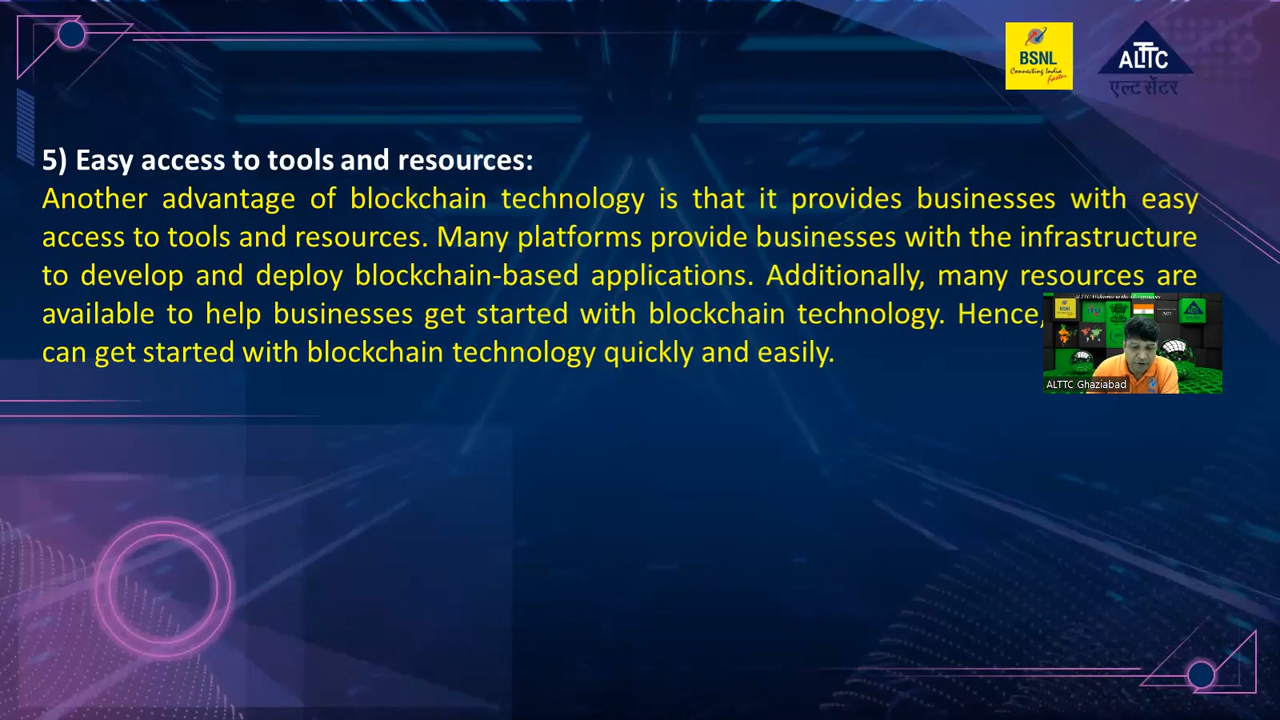 BSNL
Connecting India
Faster
ALTTC
एल्ट सेंटर
5) Easy access to tools and resources:
Another advantage of blockchain technology is that it provides businesses with easy
access to tools and resources. Many platforms provide businesses with the infrastructure
to develop and deploy blockchain-based applications. Additionally, many resources are
available to help businesses get started with blockchain technology. Hence,
can get started with blockchain technology quickly and easily.
BSNL
ITU
ALTTC Ghaziabad